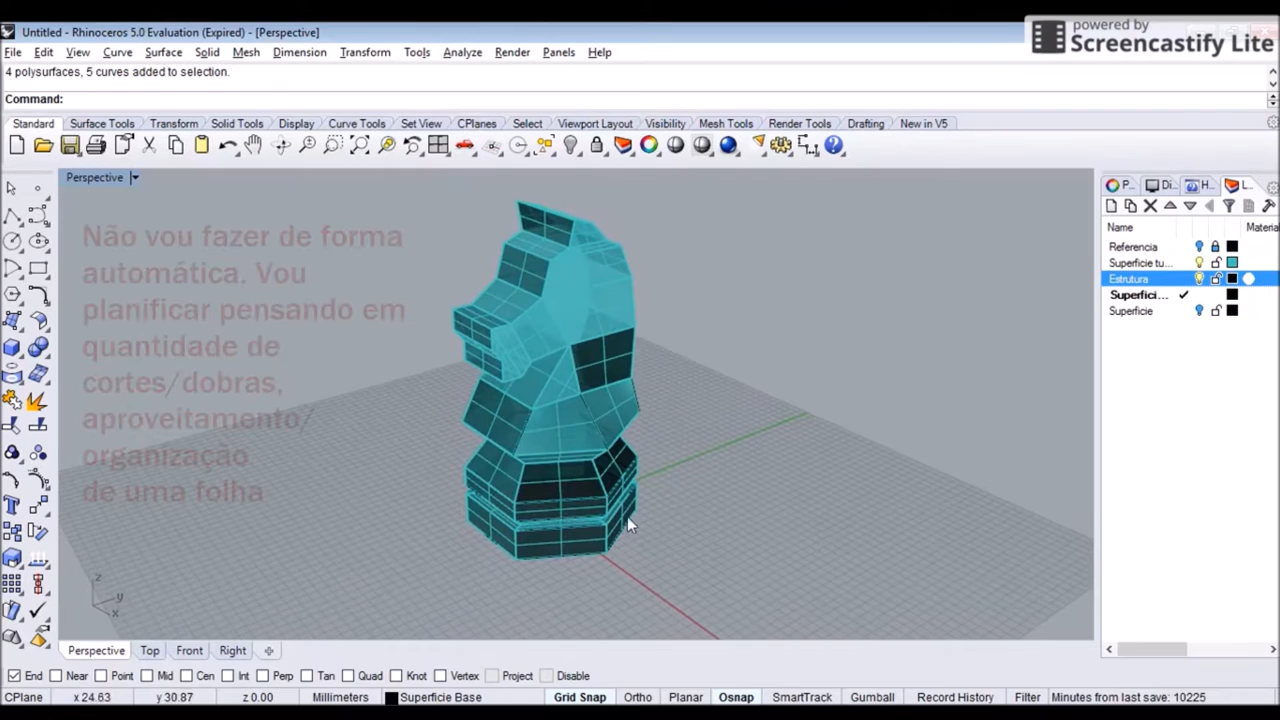 Untitled - Rhinoceros 5.0 Evaluation (Expired) - [Perspective]
powered by
Screencastify Lite
File Edit View Curve Surface Solid Mesh Dimension Transform Tools Analyze Render Panels Help
4 polysurfaces, 5 curves added to selection.
Command:
Standard Surface Tools Transform Solid Tools Display Curve Tools Set View CPlanes Select Viewport Layout Visibility Mesh Tools Render Tools Drafting New in V5
Perspective
P... Di... H... L...
Name Materia
Referencia
Superficie tu...
Estrutura
Superfici...
Superficie
Não vou fazer de forma
automática. Vou
planificar pensando em
quantidade de
cortes/dobras,
aproveitamento/
organização
de uma folha
z
y
x
Perspective Top Front Right
End Near Point Mid Cen Int Perp Tan Quad Knot Vertex Project Disable
CPlane x 24.63 y 30.87 z 0.00 Millimeters Superficie Base Grid Snap Ortho Planar Osnap SmartTrack Gumball Record History Filter Minutes from last save: 10225